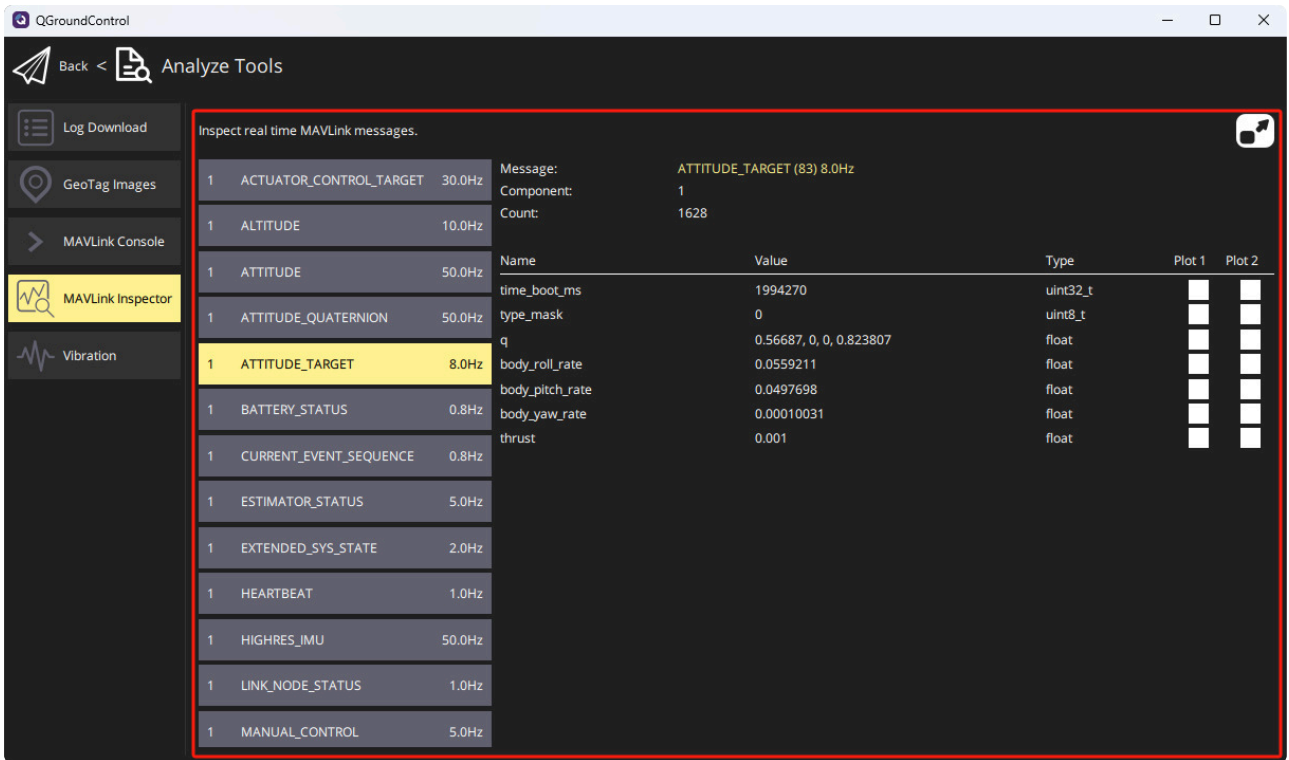 QGroundControl
Back < Analyze Tools
Log Download
GeoTag Images
MAVLink Console
MAVLink Inspector
Vibration
Inspect real time MAVLink messages.
1 ACTUATOR_CONTROL_TARGET 30.0Hz
1 ALTITUDE 10.0Hz
1 ATTITUDE 50.0Hz
1 ATTITUDE_QUATERNION 50.0Hz
1 ATTITUDE_TARGET 8.0Hz
1 BATTERY_STATUS 0.8Hz
1 CURRENT_EVENT_SEQUENCE 0.8Hz
1 ESTIMATOR_STATUS 5.0Hz
1 EXTENDED_SYS_STATE 2.0Hz
1 HEARTBEAT 1.0Hz
1 HIGHRES_IMU 50.0Hz
1 LINK_NODE_STATUS 1.0Hz
1 MANUAL_CONTROL 5.0Hz
Message: ATTITUDE_TARGET (83) 8.0Hz
Component: 1
Count: 1628
Name Value Type Plot 1 Plot 2
time_boot_ms 1994270 uint32_t
type_mask 0 uint8_t
q 0.56687, 0, 0, 0.823807 float
body_roll_rate 0.0559211 float
body_pitch_rate 0.0497698 float
body_yaw_rate 0.00010031 float
thrust 0.001 float